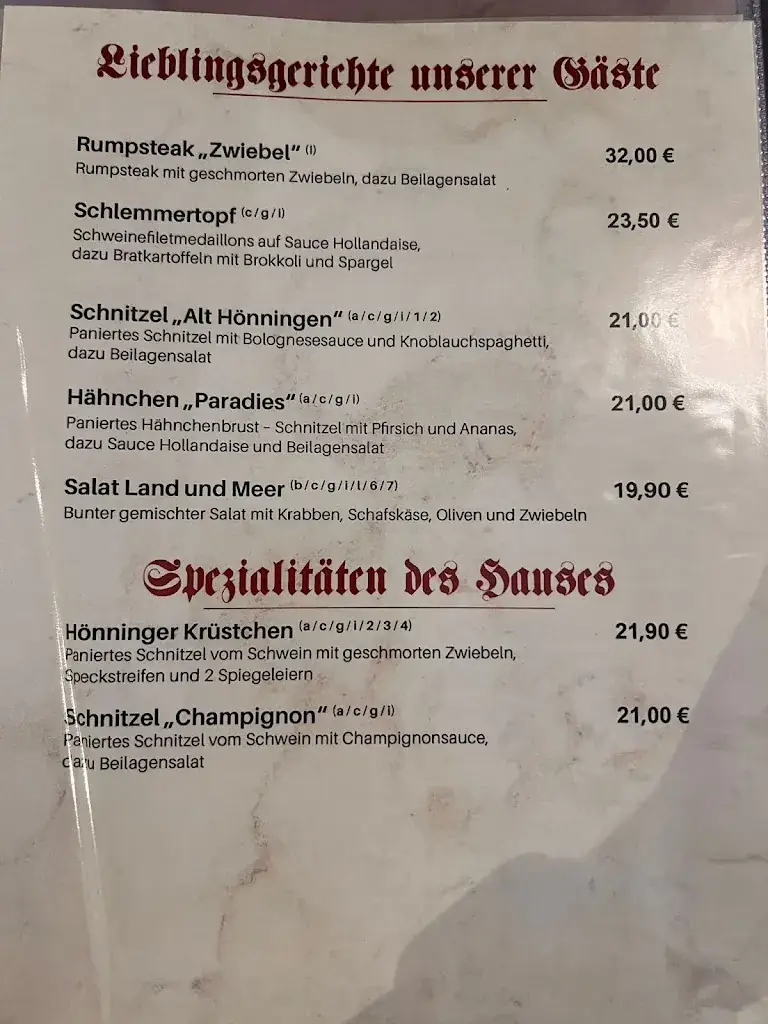 Lieblingsgerichte unserer Gäste
Rumpsteak „Zwiebel“ (I) 32,00 €
Rumpsteak mit geschmorten Zwiebeln, dazu Beilagensalat
Schlemmertopf (c/g/i) 23,50 €
Schweinefiletmedaillons auf Sauce Hollandaise,
dazu Bratkartoffeln mit Brokkoli und Spargel
Schnitzel „Alt Hönningen“ (a/c/g/i/1/2) 21,00 €
Paniertes Schnitzel mit Bolognesesauce und Knoblauchspaghetti,
dazu Beilagensalat
Hähnchen „Paradies“ (a/c/g/i) 21,00 €
Paniertes Hähnchenbrust – Schnitzel mit Pfirsich und Ananas,
dazu Sauce Hollandaise und Beilagensalat
Salat Land und Meer (b/c/g/i/l/6/7) 19,90 €
Bunter gemischter Salat mit Krabben, Schafskäse, Oliven und Zwiebeln
Spezialitäten des Hauses
Hönninger Krüstchen (a/c/g/i/2/3/4) 21,90 €
Paniertes Schnitzel vom Schwein mit geschmorten Zwiebeln,
Speckstreifen und 2 Spiegeleiern
Schnitzel „Champignon“ (a/c/g/i) 21,00 €
Paniertes Schnitzel vom Schwein mit Champignonsauce,
dazu Beilagensalat